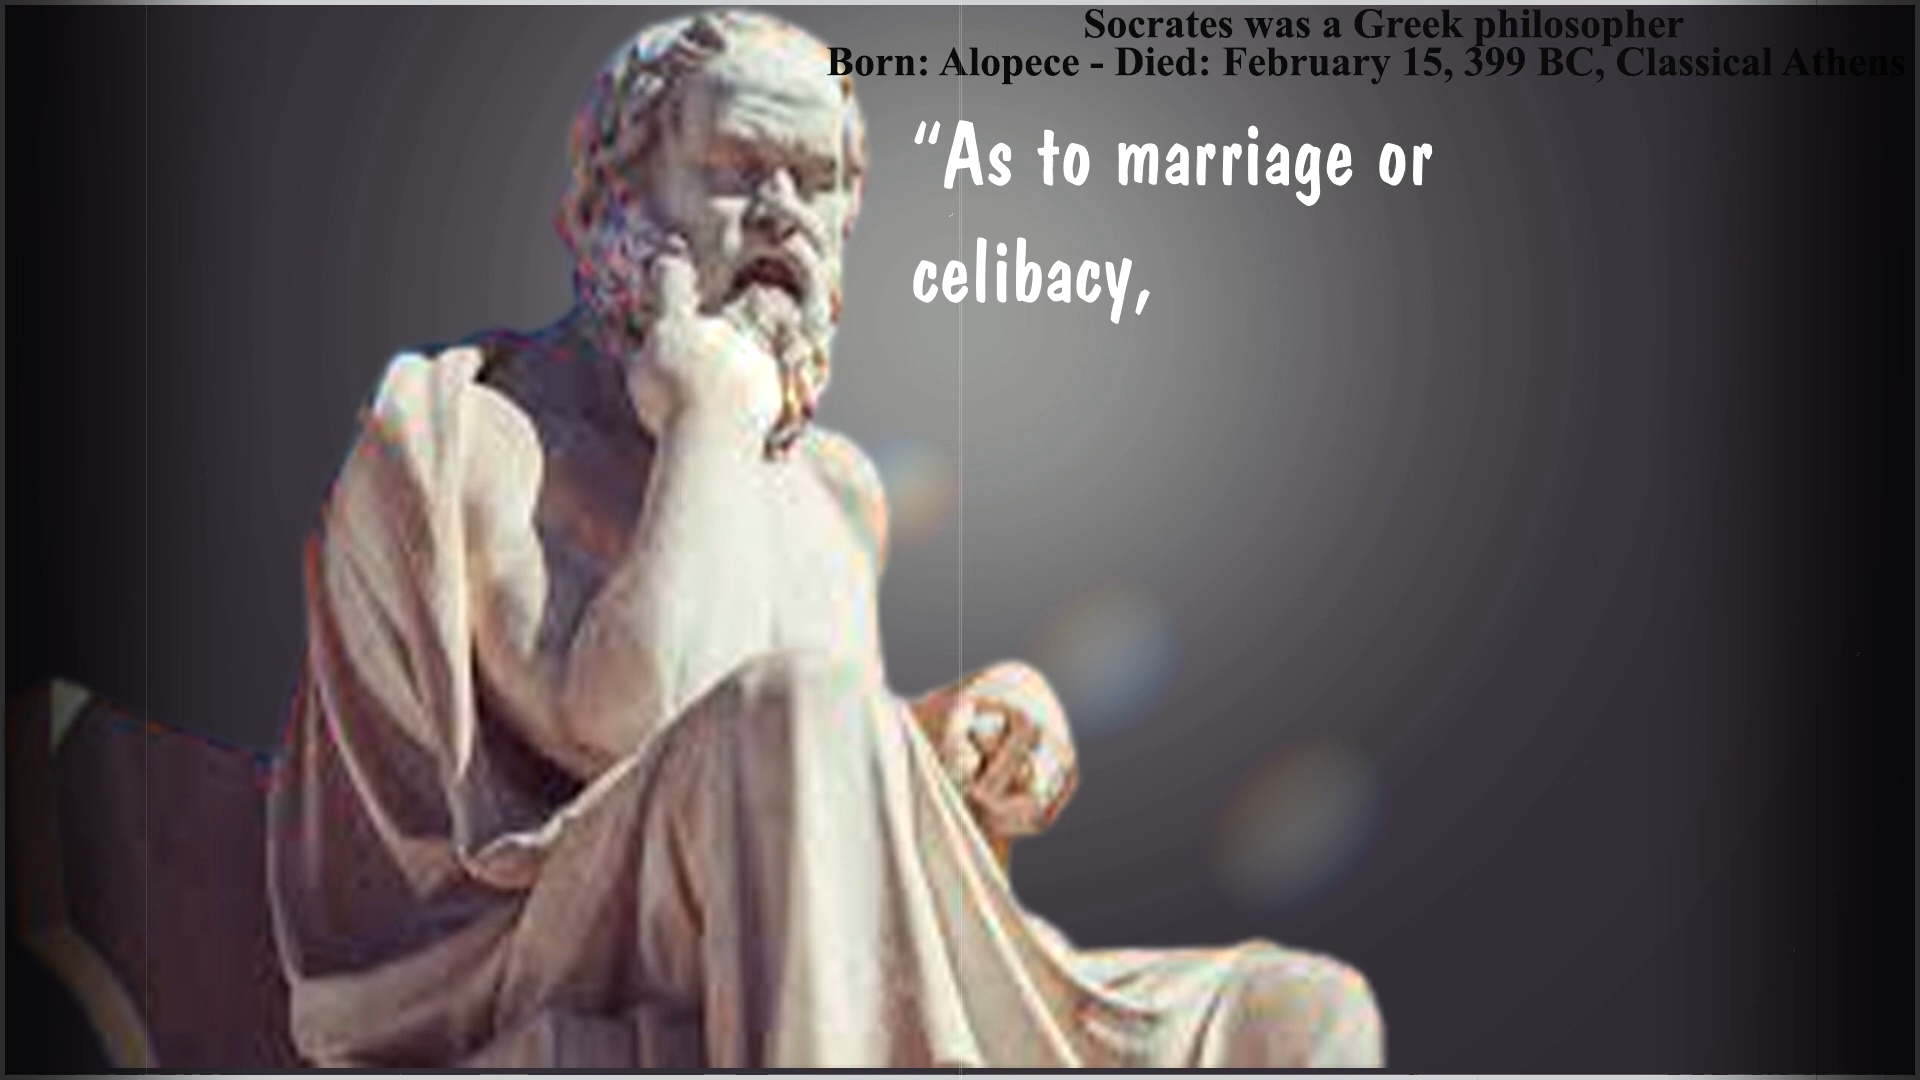 Socrates was a Greek philosopher
Born: Alopece - Died: February 15, 399 BC, Classical Athens
“As to marriage or
celibacy,